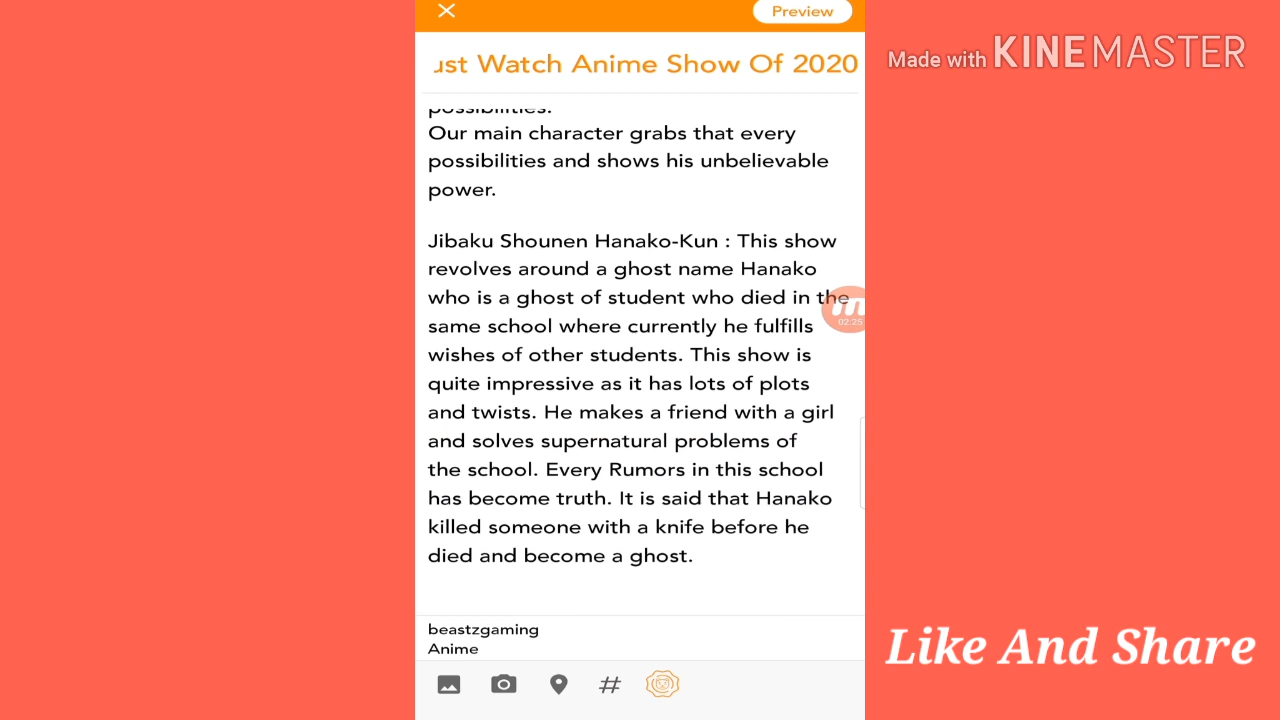 Preview
Made with KINEMASTER
ust Watch Anime Show Of 2020
possibilities.
Our main character grabs that every
possibilities and shows his unbelievable
power.
Jibaku Shounen Hanako-Kun : This show
revolves around a ghost name Hanako
who is a ghost of student who died in the
same school where currently he fulfills
02:25
wishes of other students. This show is
quite impressive as it has lots of plots
and twists. He makes a friend with a girl
and solves supernatural problems of
the school. Every Rumors in this school
has become truth. It is said that Hanako
killed someone with a knife before he
died and become a ghost.
beastzgaming
Anime
Like And Share
#